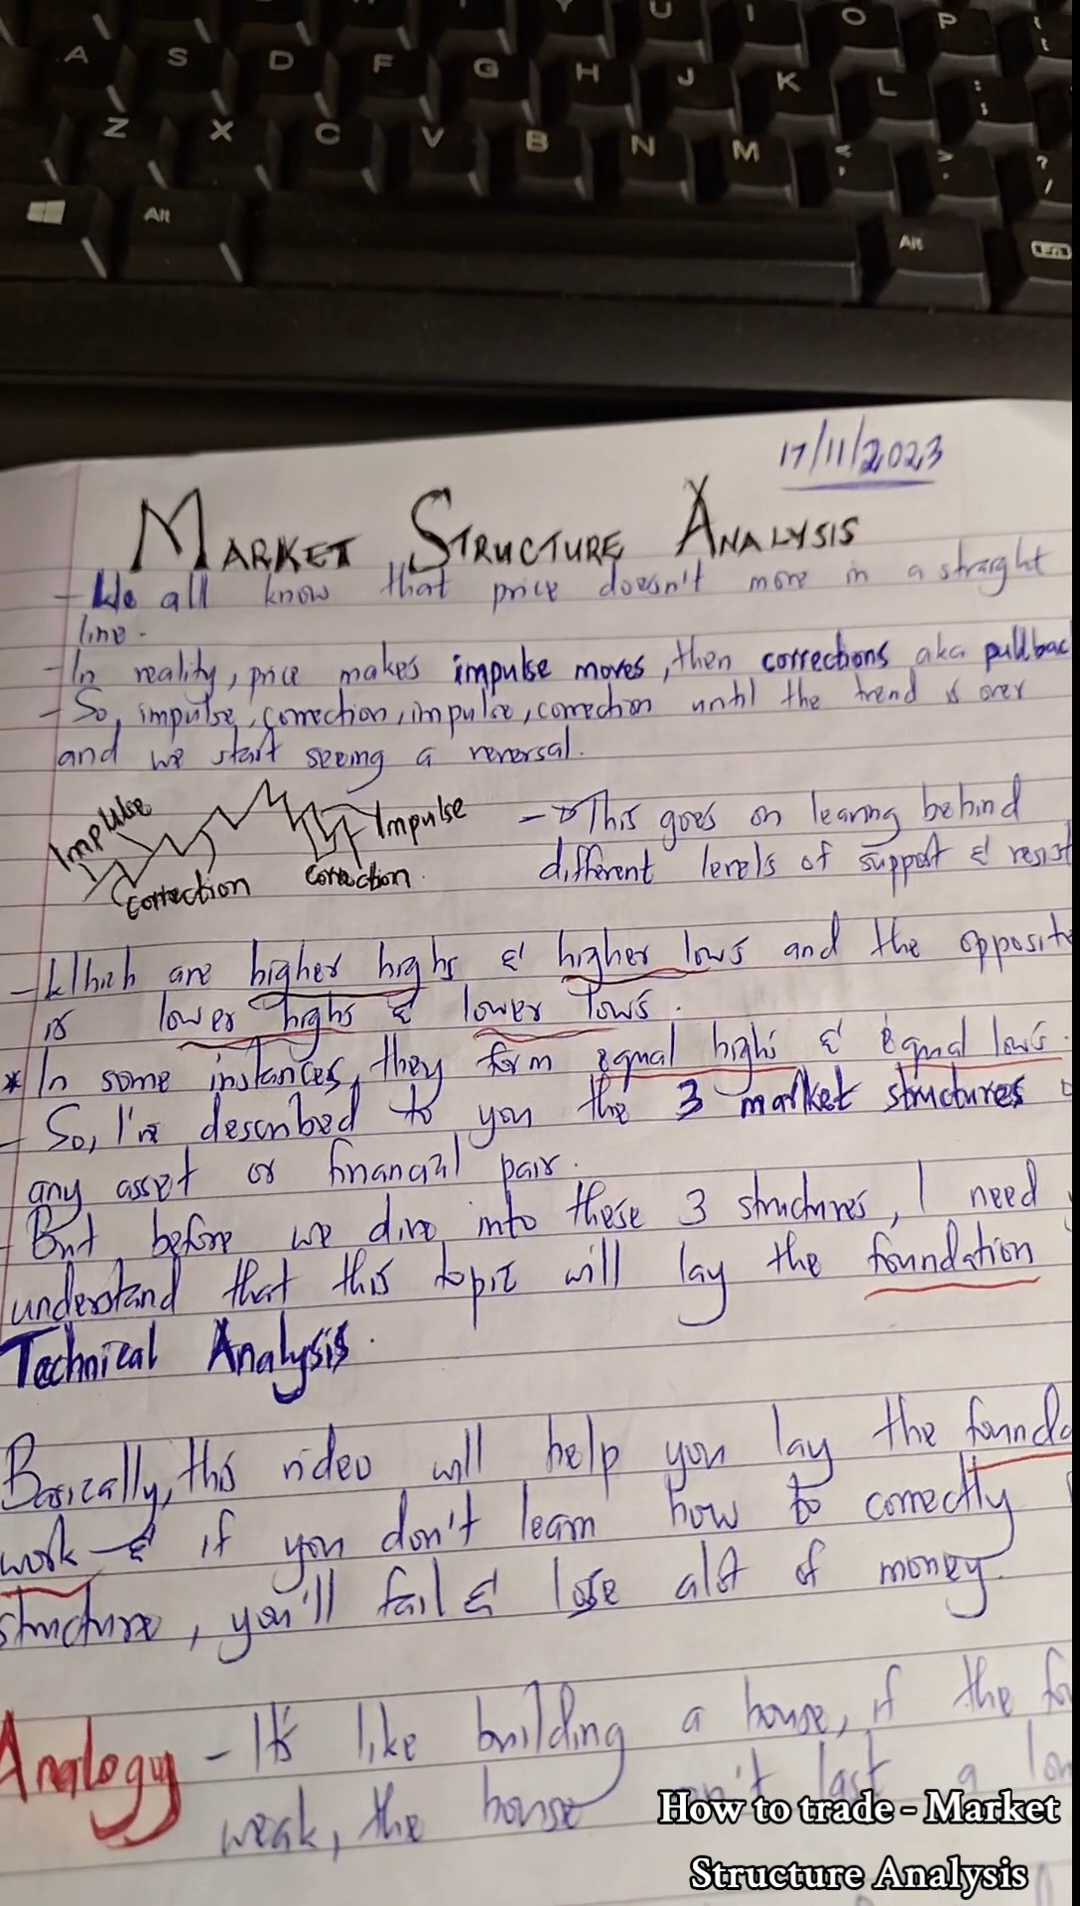 U I O P
A S D F G H J K L : ;
Z X C V B N M < , > . ? /
Alt Alt Fn
17/11/2023
MARKET STRUCTURE ANALYSIS
- We all know that price doesn't move in a straight
line.
- In reality, price makes impulse moves, then corrections aka pullbac
- So, impulse, correction, impulse, correction until the trend is over
and we start seeing a reversal.
Impulse
Impulse
Correction
Correction
- This goes on leaving behind
different levels of support & resist
- Which are higher highs & higher lows and the opposite
is lower highs & lower lows.
* In some instances, they form equal highs & equal lows.
- So, I've described to you the 3 market structures
any asset or financial pair.
- But before we dive into these 3 structures, I need
understand that this topic will lay the foundation
Technical Analysis.
Basically, this video will help you lay the founda
work & if you don't learn how to correctly
structure, you'll fail & lose alot of money.
Analogy - It's like building a house, if the fo
weak, the house won't last a lon
How to trade - Market
Structure Analysis